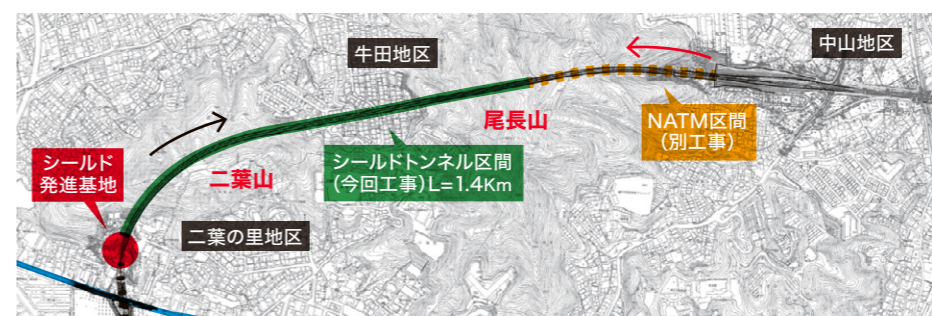 中山地区
牛田地区
尾長山
NATM区間
(別工事)
シールドトンネル区間
(今回工事)L=1.4Km
シールド
発進基地
二葉山
二葉の里地区